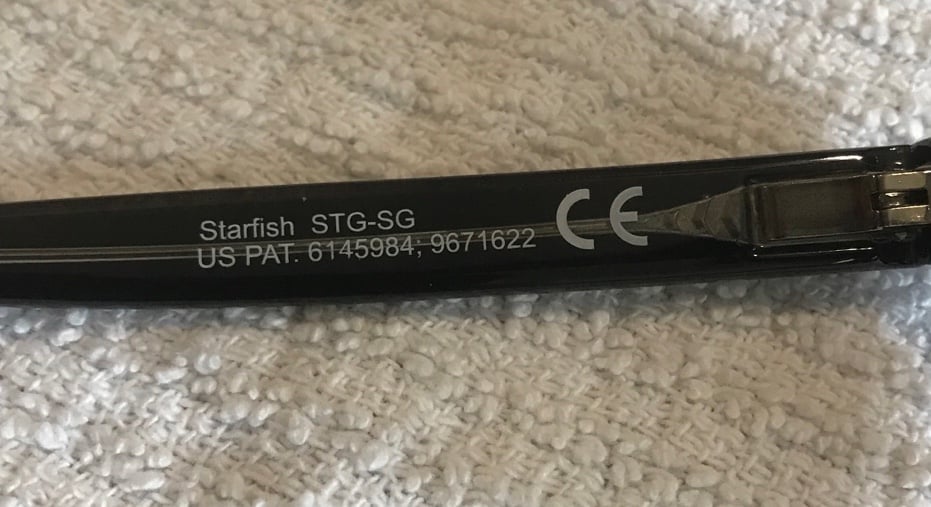 Starfish STG-SG
US PAT. 6145984; 9671622
CE